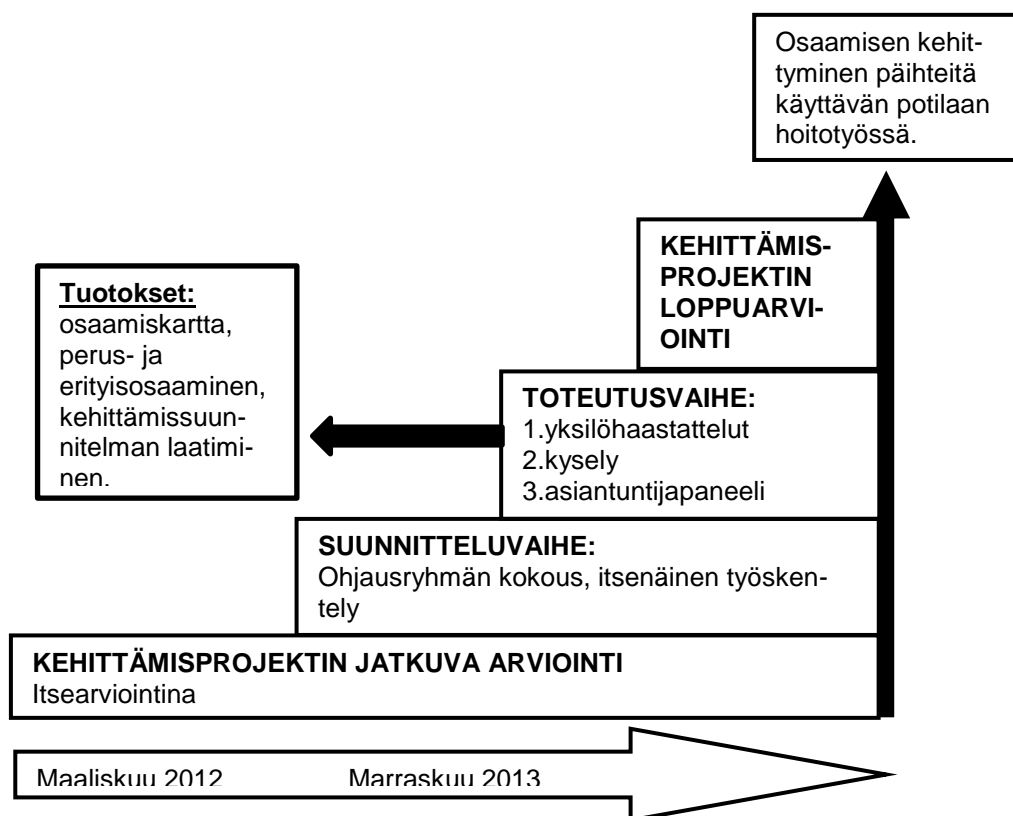 Osaamisen kehit-
tyminen päihteitä
käyttävän potilaan
hoitotyössä.
KEHITTÄMIS-
PROJEKTIN
LOPPUARVI-
OINTI
Tuotokset:
osaamiskartta,
perus- ja
erityisosaaminen,
kehittämissuun-
nitelman laatimi-
nen.
TOTEUTUSVAIHE:
1.yksilöhaastattelut
2.kysely
3.asiantuntijapaneeli
SUUNNITTELUVAIHE:
Ohjausryhmän kokous, itsenäinen työsken-
tely
KEHITTÄMISPROJEKTIN JATKUVA ARVIOINTI
Itsearviointina
Maaliskuu 2012 Marraskuu 2013